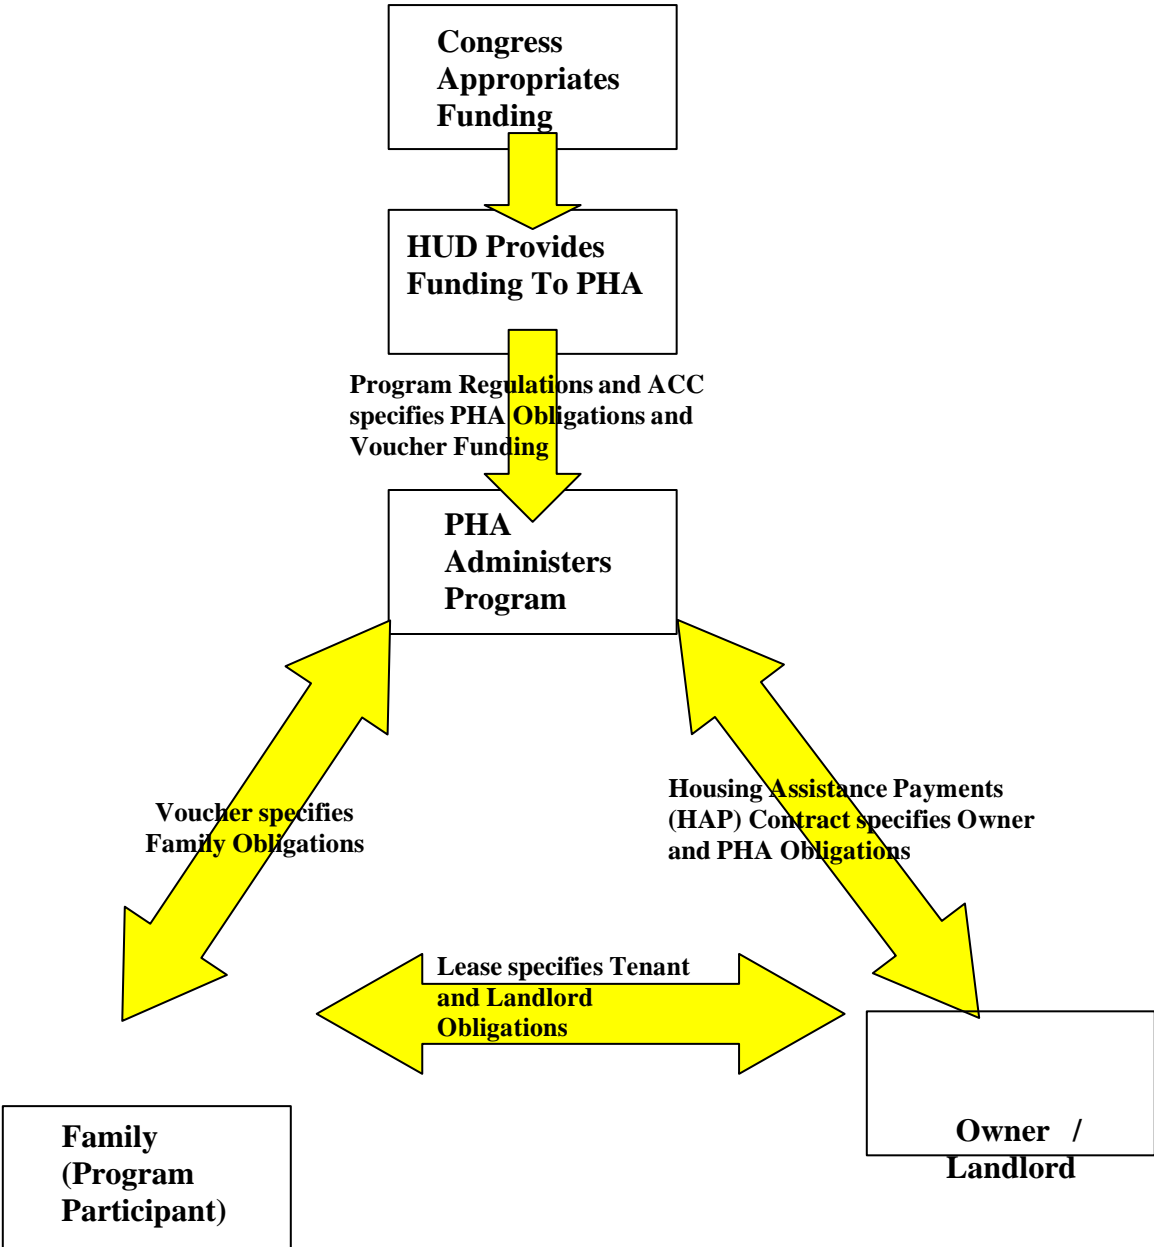 Congress
Appropriates
Funding
HUD Provides
Funding To PHA
Program Regulations and ACC
specifies PHA Obligations and
Voucher Funding
PHA
Administers
Program
Voucher specifies
Family Obligations
Housing Assistance Payments
(HAP) Contract specifies Owner
and PHA Obligations
Lease specifies Tenant
and Landlord
Obligations
Family
(Program
Participant)
Owner /
Landlord